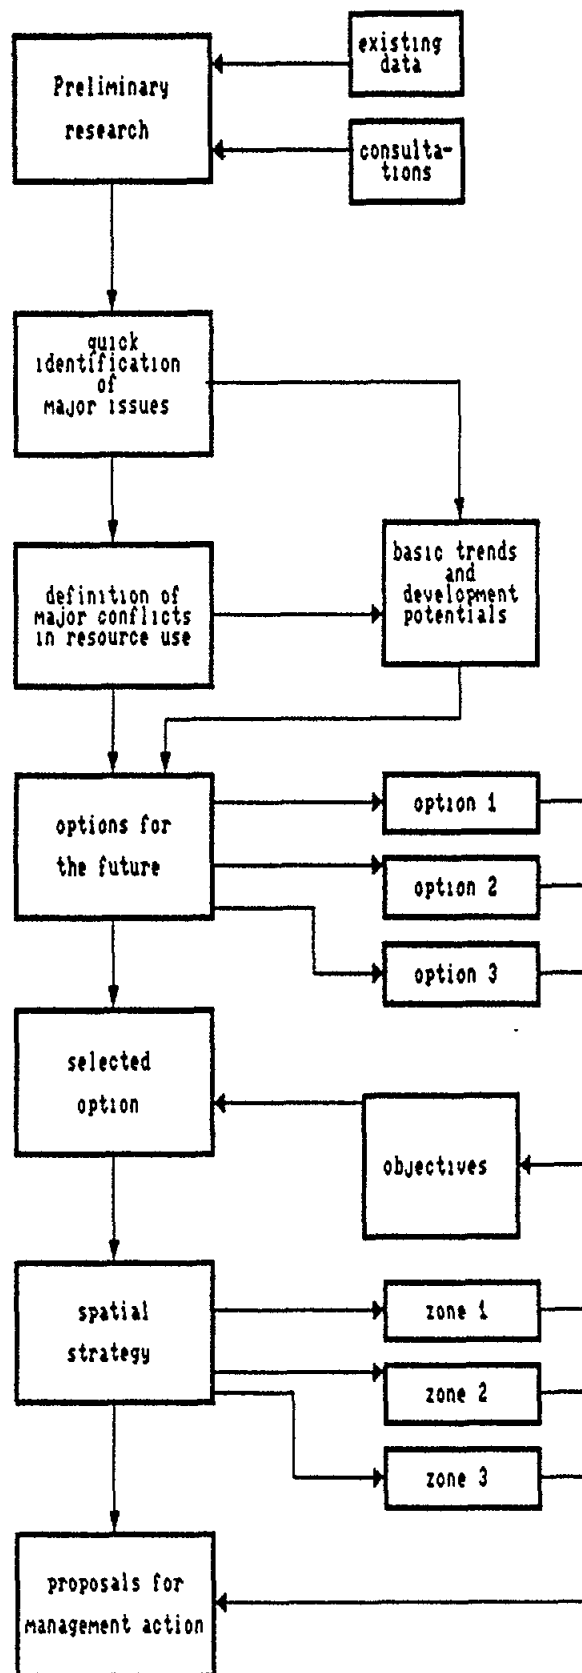 existing
data
Preliminary
research
consulta-
tions
quick
identification
of
major issues
basic trends
and
development
potentials
definition of
major conflicts
in resource use
options for
the future
option 1
option 2
option 3
selected
option
objectives
spatial
strategy
zone 1
zone 2
zone 3
proposals for
management action